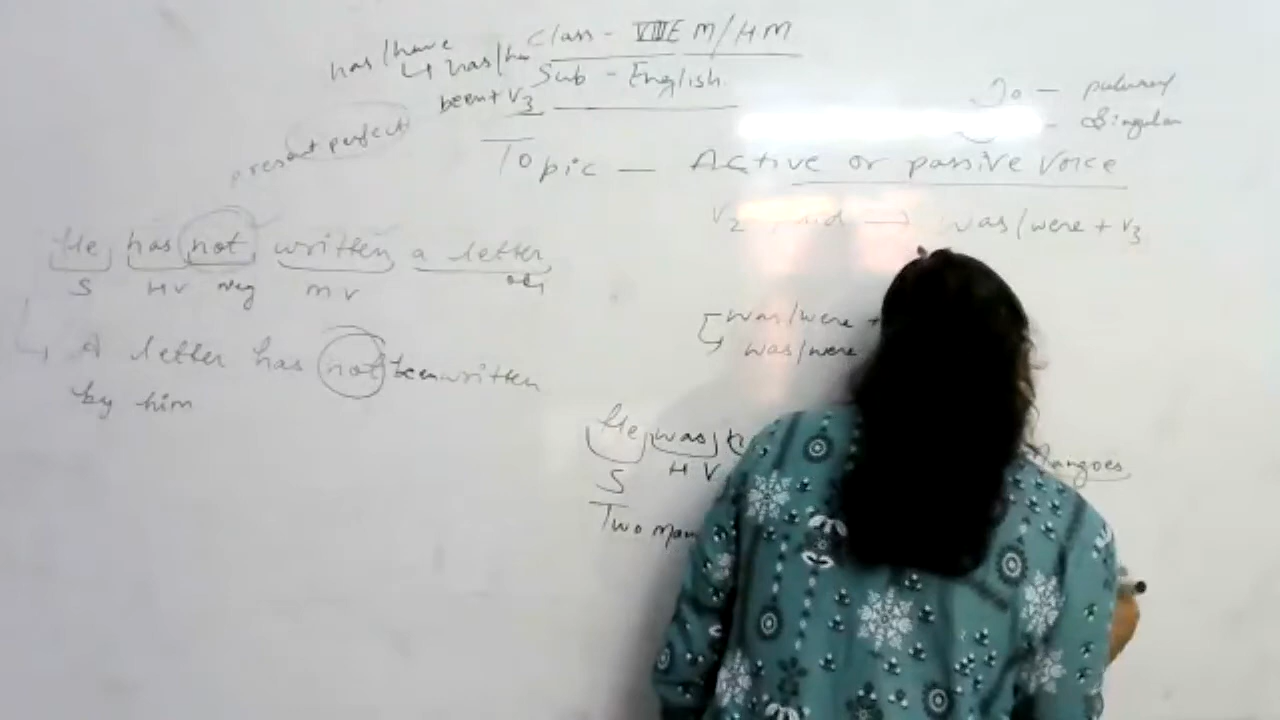 Class - VIII E M/H M
has/have
↳ has/ha
Sub - English
been + V3
present perfect
Singular
Topic — Active or passive Voice
V2 → was/were + V3
He has not written a letter
S HV Neg M V obj
A letter has not been written
by him
was/were +
was/were
He was
Mangoes
S H V
Two Man